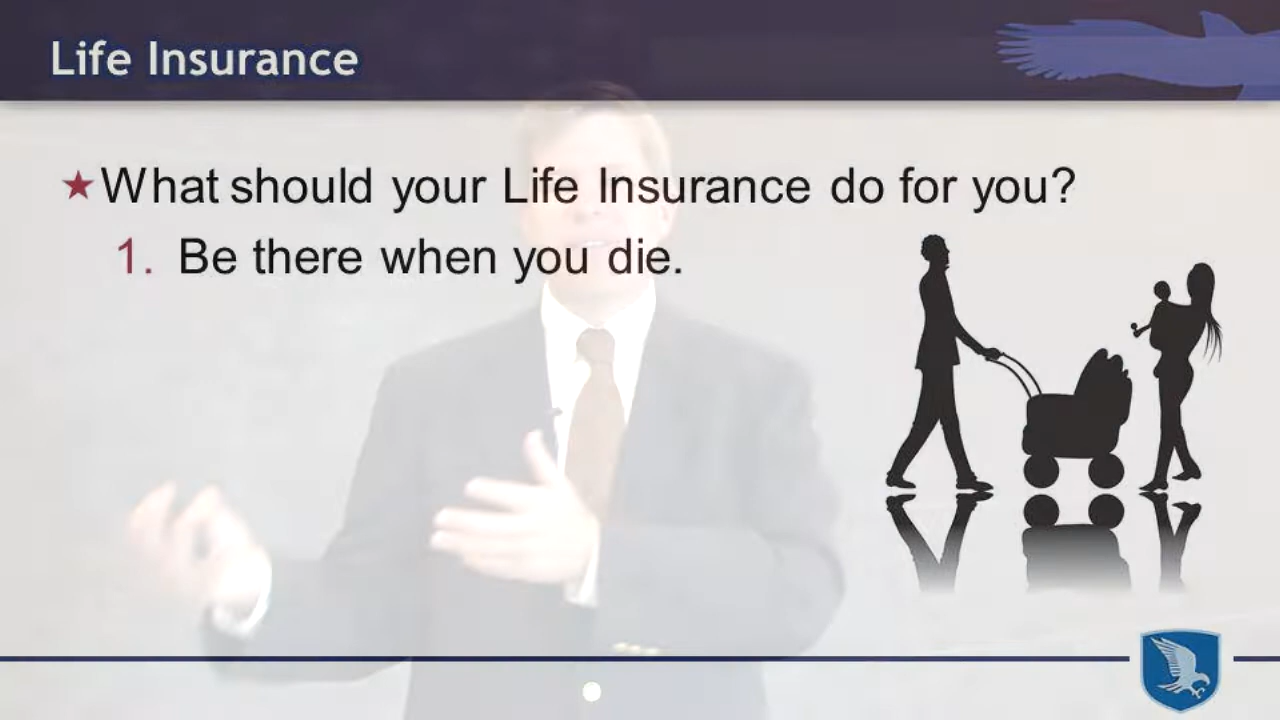 Life Insurance
★What should your Life Insurance do for you?
1. Be there when you die.